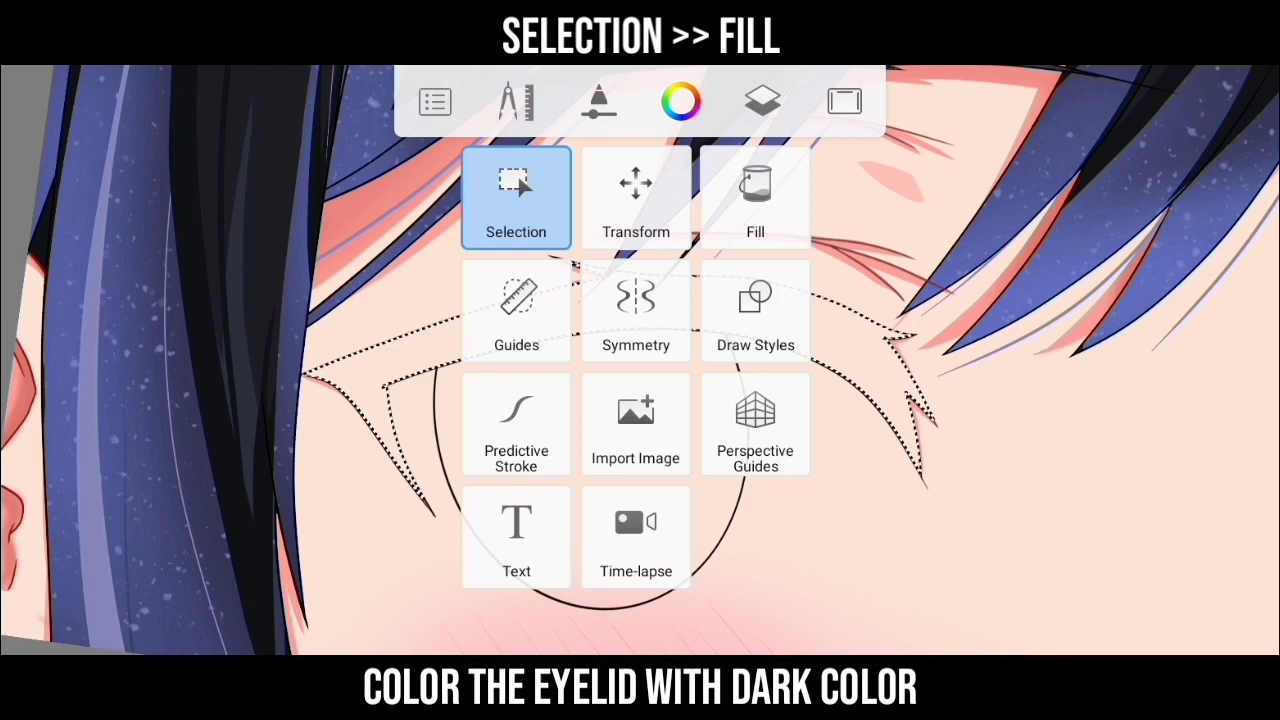 SELECTION >> FILL
Selection
Transform
Fill
Guides
Symmetry
Draw Styles
Predictive
Stroke
Import Image
Perspective
Guides
Text
Time-lapse
COLOR THE EYELID WITH DARK COLOR